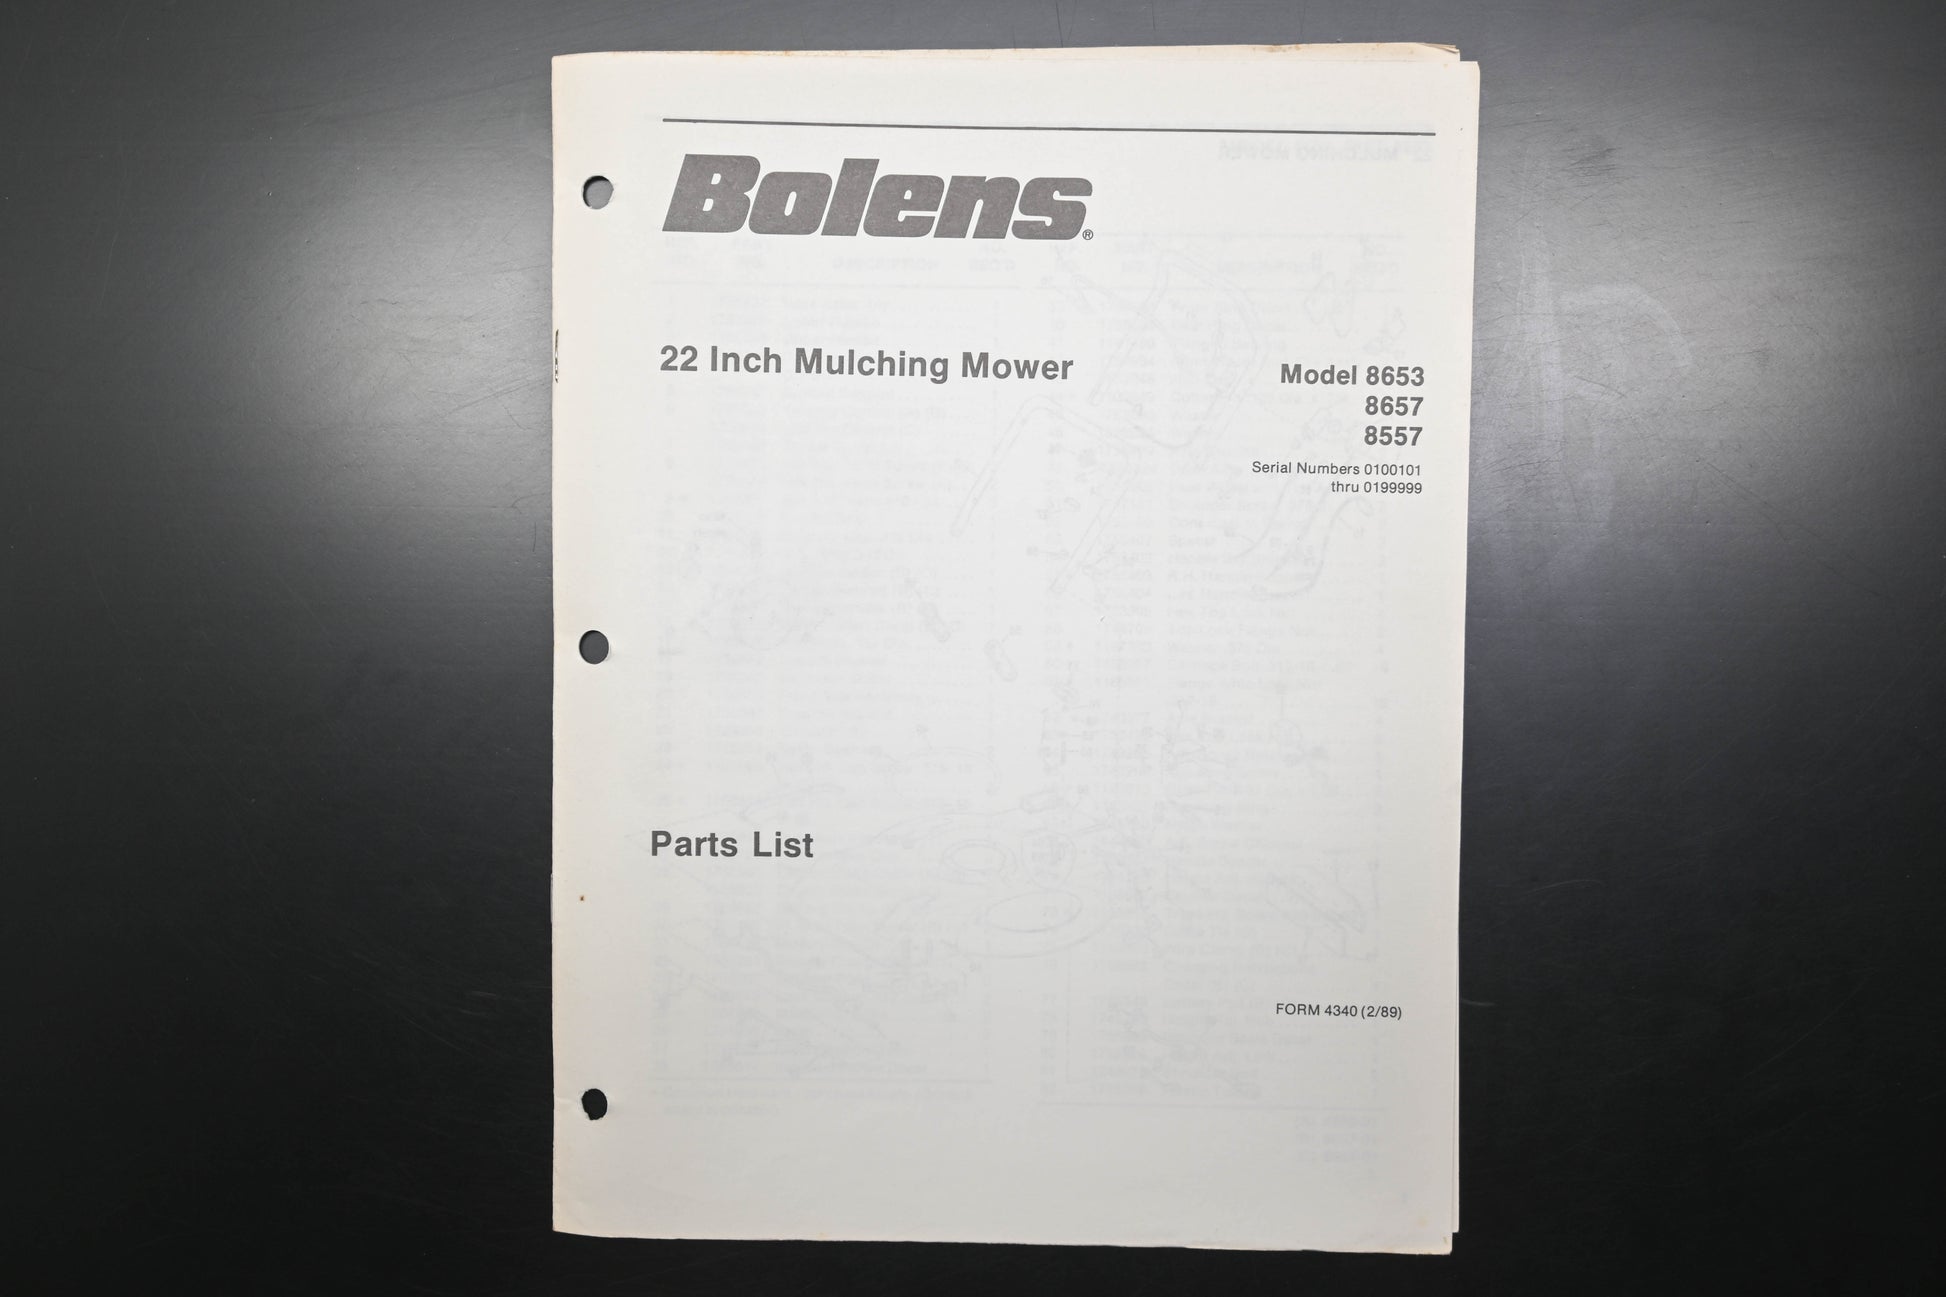 Bolens®
22 Inch Mulching Mower
Model 8653
8657
8557
Serial Numbers 0100101
thru 0199999
Parts List
FORM 4340 (2/89)